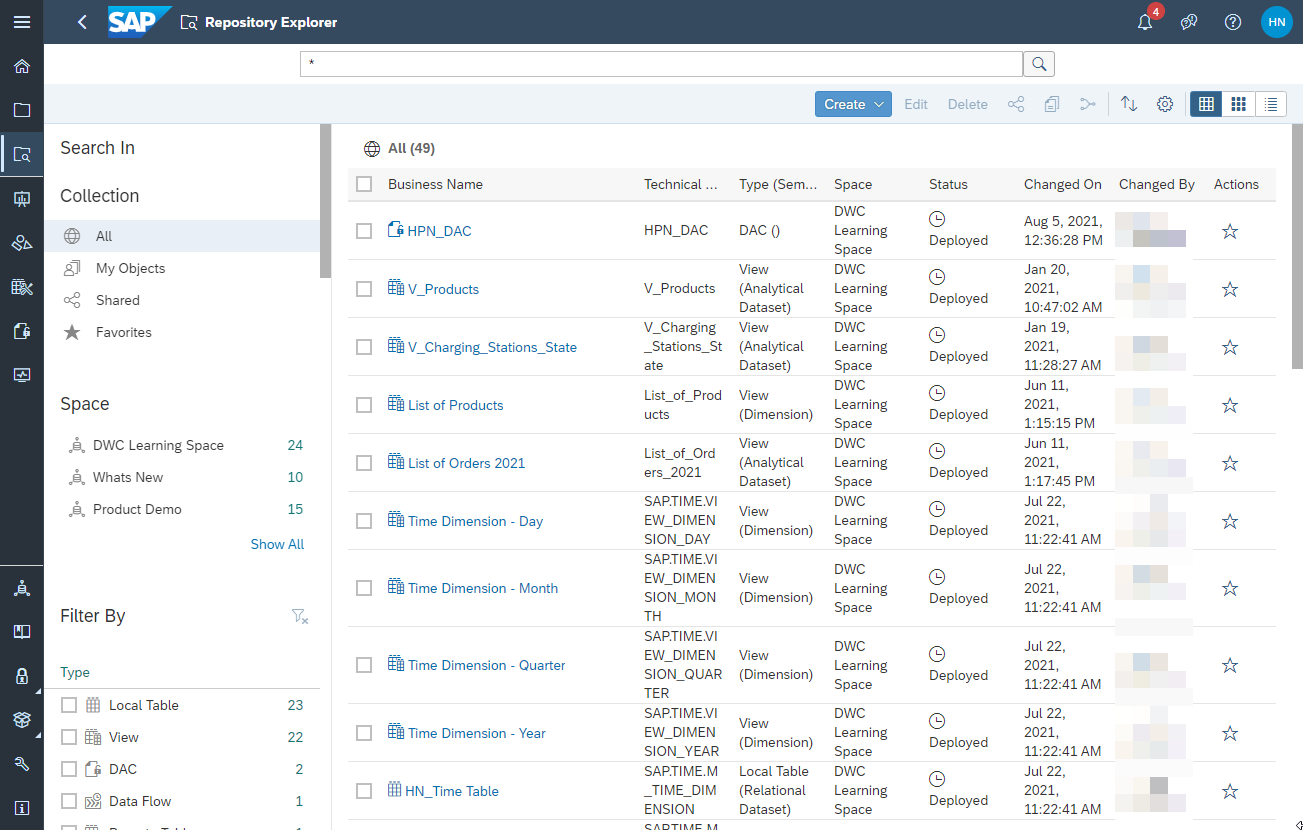 SAP
Repository Explorer
4
HN
*
Create
Edit
Delete
Search In
Collection
All
My Objects
Shared
Favorites
Space
DWC Learning Space 24
Whats New 10
Product Demo 15
Show All
Filter By
Type
Local Table 23
View 22
DAC 2
Data Flow 1
All (49)
Business Name Technical ... Type (Sem... Space Status Changed On Changed By Actions
HPN_DAC HPN_DAC DAC () DWC Learning Space Deployed Aug 5, 2021, 12:36:28 PM
V_Products V_Products View (Analytical Dataset) DWC Learning Space Deployed Jan 20, 2021, 10:47:02 AM
V_Charging_Stations_State V_Charging_Stations_State View (Analytical Dataset) DWC Learning Space Deployed Jan 19, 2021, 11:28:27 AM
List of Products List_of_Products View (Dimension) DWC Learning Space Deployed Jun 11, 2021, 1:15:15 PM
List of Orders 2021 List_of_Orders_2021 View (Analytical Dataset) DWC Learning Space Deployed Jun 11, 2021, 1:17:45 PM
Time Dimension - Day SAP.TIME.VIEW_DIMENSION_DAY View (Dimension) DWC Learning Space Deployed Jul 22, 2021, 11:22:41 AM
Time Dimension - Month SAP.TIME.VIEW_DIMENSION_MONTH View (Dimension) DWC Learning Space Deployed Jul 22, 2021, 11:22:41 AM
Time Dimension - Quarter SAP.TIME.VIEW_DIMENSION_QUARTER View (Dimension) DWC Learning Space Deployed Jul 22, 2021, 11:22:41 AM
Time Dimension - Year SAP.TIME.VIEW_DIMENSION_YEAR View (Dimension) DWC Learning Space Deployed Jul 22, 2021, 11:22:41 AM
HN_Time Table SAP.TIME.M_TIME_DIMENSION Local Table (Relational Dataset) DWC Learning Space Deployed Jul 22, 2021, 11:22:41 AM